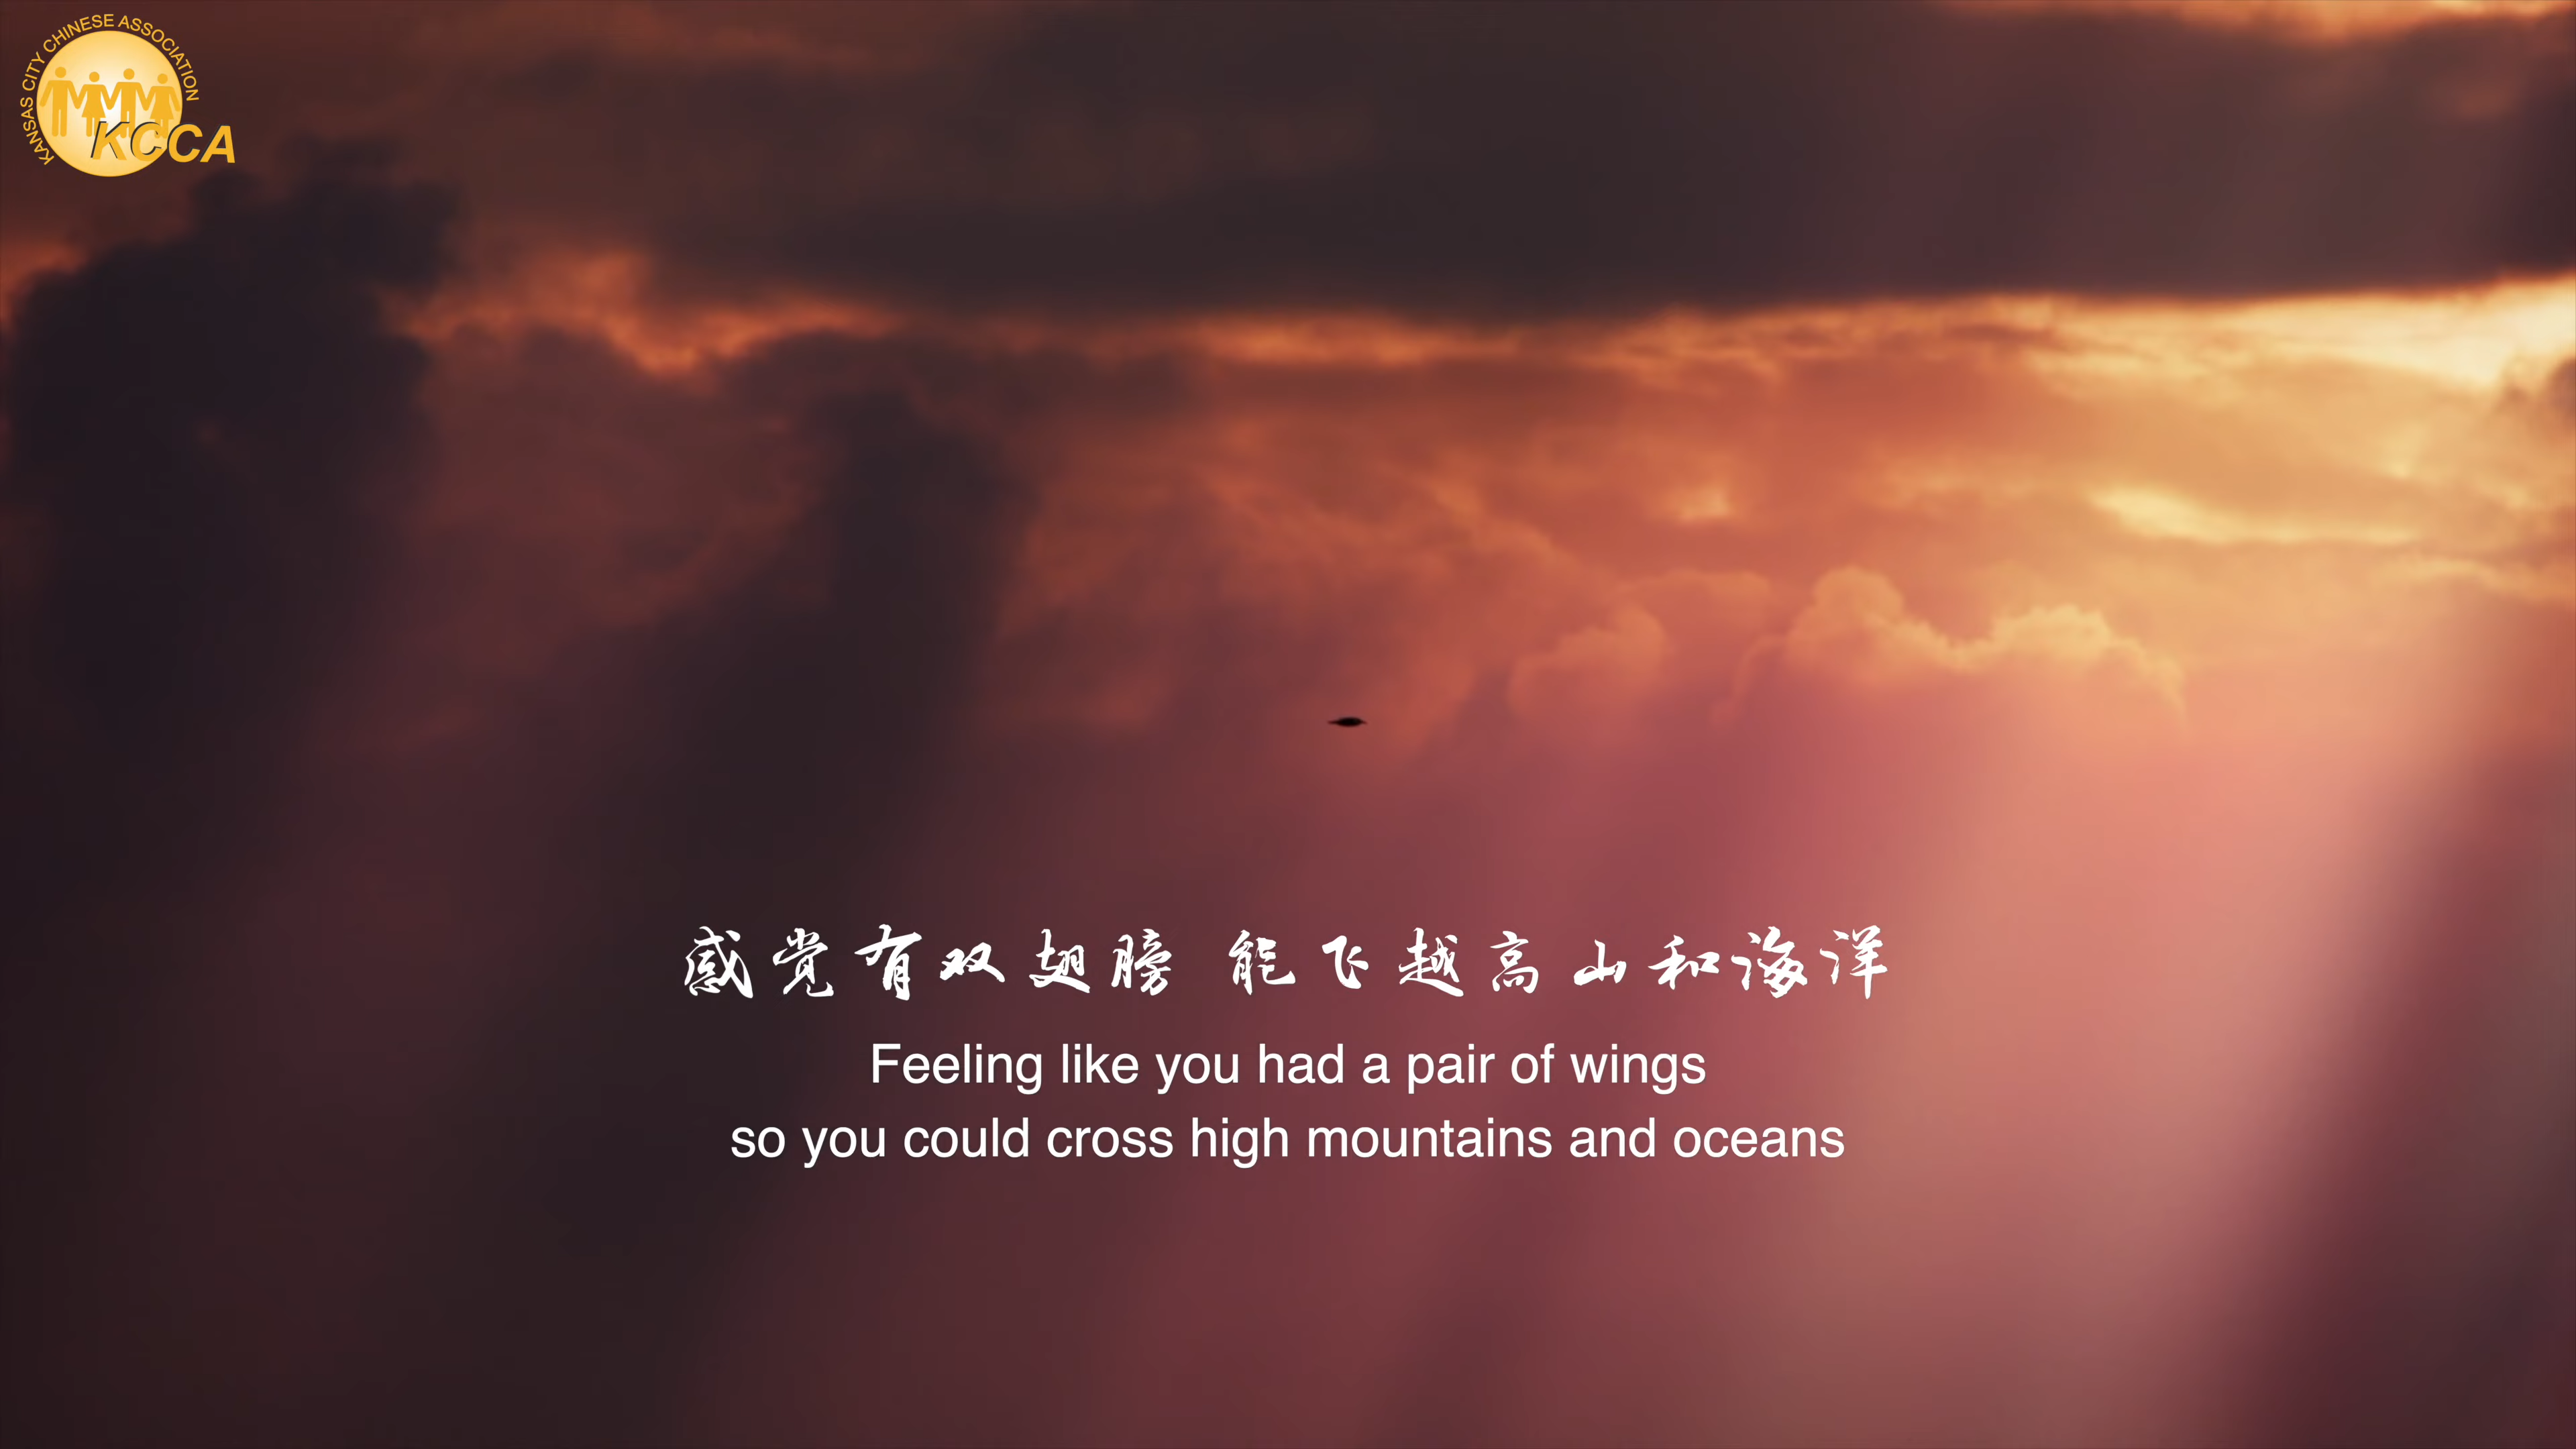 KANSAS CITY CHINESE ASSOCIATION
KCCA
感觉有双翅膀 能飞越高山和海洋
Feeling like you had a pair of wings
so you could cross high mountains and oceans